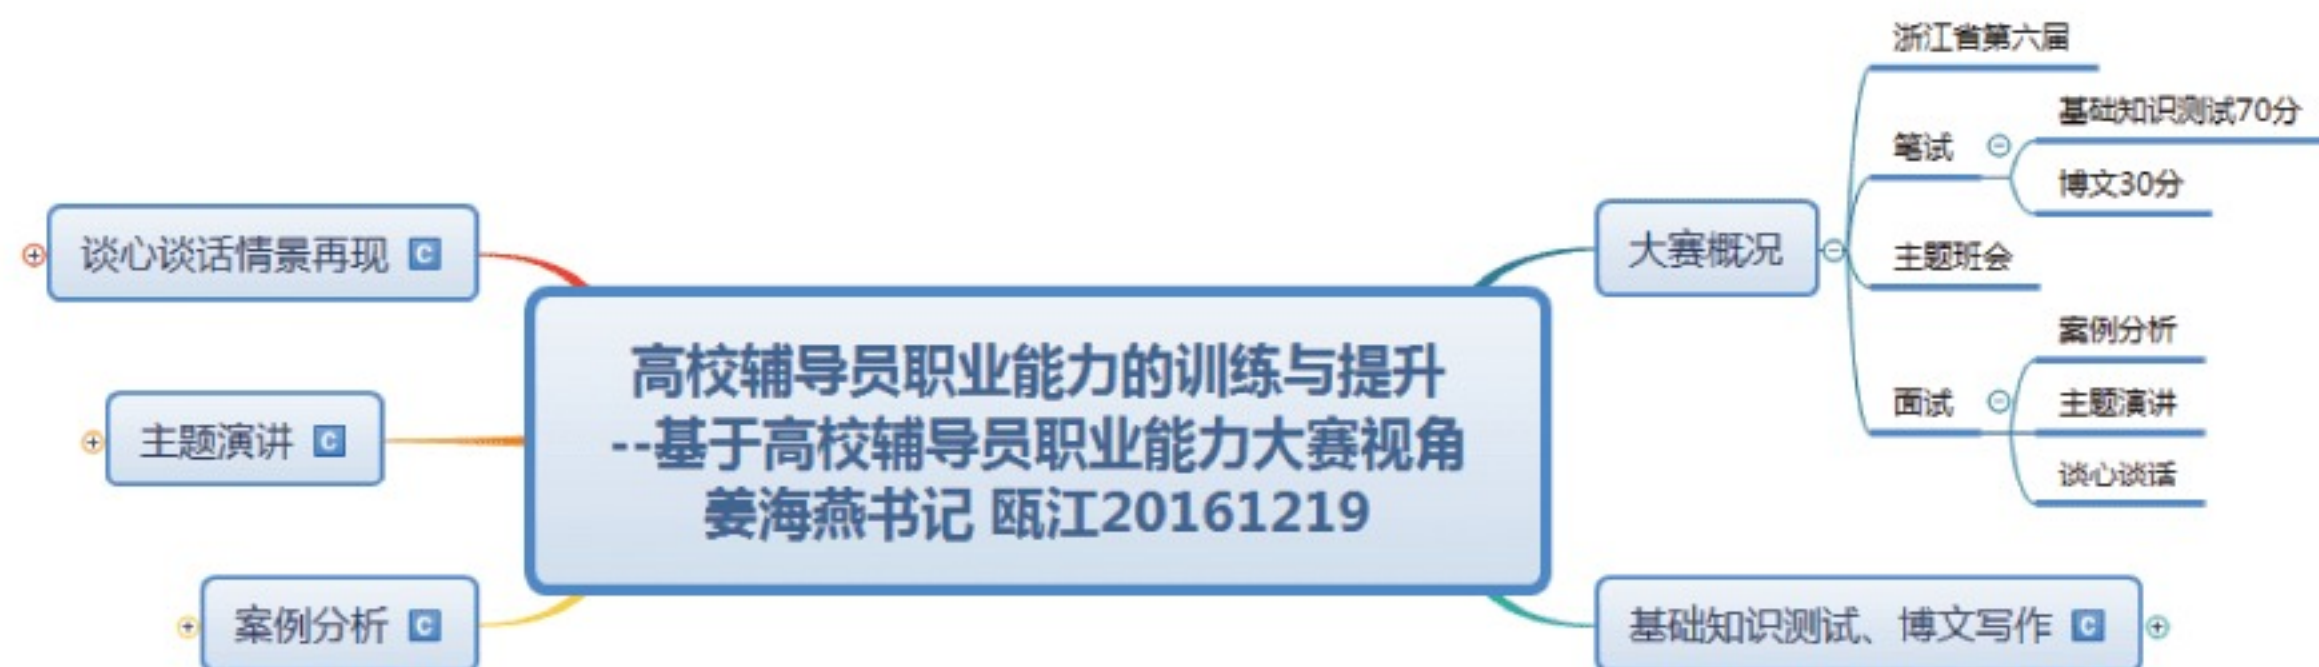 高校辅导员职业能力的训练与提升
--基于高校辅导员职业能力大赛视角
姜海燕书记 瓯江20161219
大赛概况
浙江省第六届
笔试
基础知识测试70分
博文30分
主题班会
面试
案例分析
主题演讲
谈心谈话
基础知识测试、博文写作 C
谈心谈话情景再现 C
主题演讲 C
案例分析 C